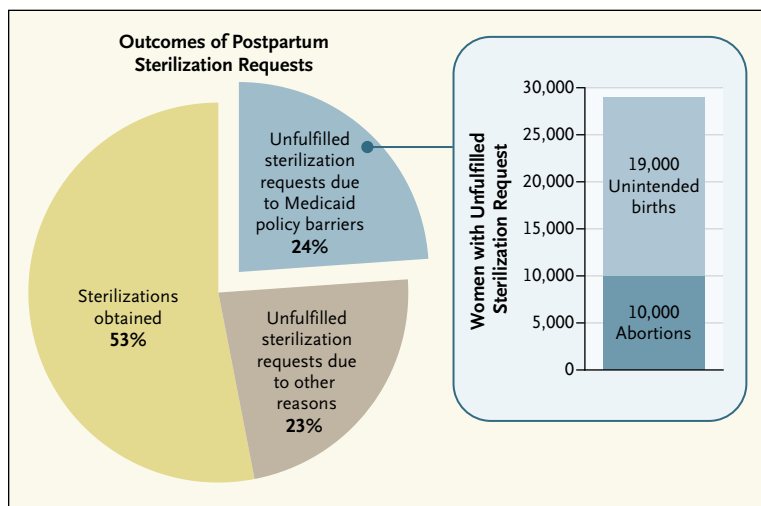 Outcomes of Postpartum
Sterilization Requests
Unfulfilled
sterilization
requests due
to Medicaid
policy barriers
24%
Sterilizations
obtained
53%
Unfulfilled
sterilization
requests due
to other
reasons
23%
Women with Unfulfilled
Sterilization Request
30,000
25,000
20,000
15,000
10,000
5,000
0
19,000
Unintended
births
10,000
Abortions